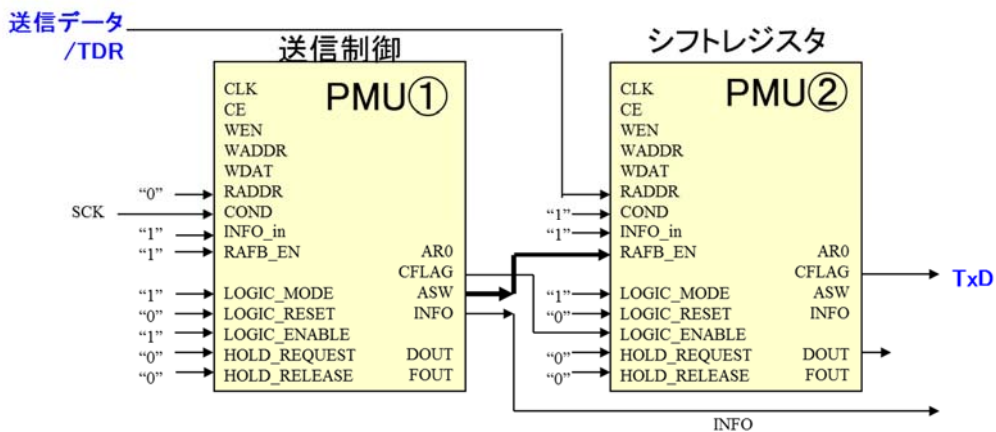 送信データ
/TDR
送信制御
シフトレジスタ
PMU①
CLK
CE
WEN
WADDR
WDAT
"0"
RADDR
SCK
COND
"1"
INFO_in
"1"
RAFB_EN
AR0
CFLAG
ASW
INFO
"1"
LOGIC_MODE
"0"
LOGIC_RESET
"1"
LOGIC_ENABLE
"0"
HOLD_REQUEST
DOUT
"0"
HOLD_RELEASE
FOUT
PMU②
CLK
CE
WEN
WADDR
WDAT
RADDR
"1"
COND
"1"
INFO_in
RAFB_EN
AR0
CFLAG
ASW
INFO
"1"
LOGIC_MODE
"0"
LOGIC_RESET
LOGIC_ENABLE
"0"
HOLD_REQUEST
DOUT
"0"
HOLD_RELEASE
FOUT
TxD
INFO